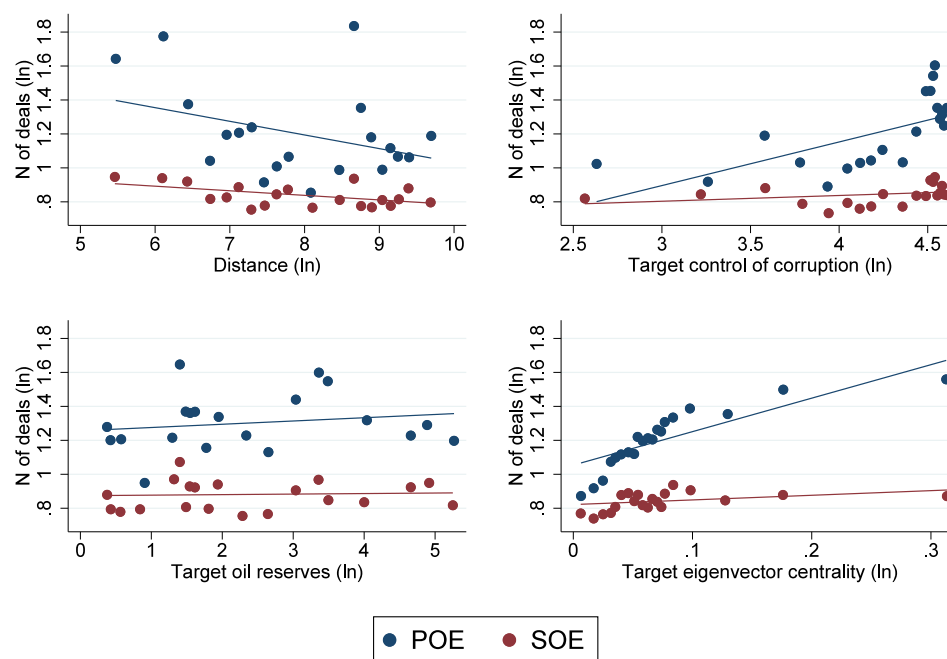 N of deals (ln)
.8 1 1.2 1.4 1.6 1.8
5 6 7 8 9 10
Distance (ln)
N of deals (ln)
.8 1 1.2 1.4 1.6 1.8
2.5 3 3.5 4 4.5
Target control of corruption (ln)
N of deals (ln)
.8 1 1.2 1.4 1.6 1.8
0 1 2 3 4 5
Target oil reserves (ln)
N of deals (ln)
.8 1 1.2 1.4 1.6 1.8
0 .1 .2 .3
Target eigenvector centrality (ln)
POE SOE